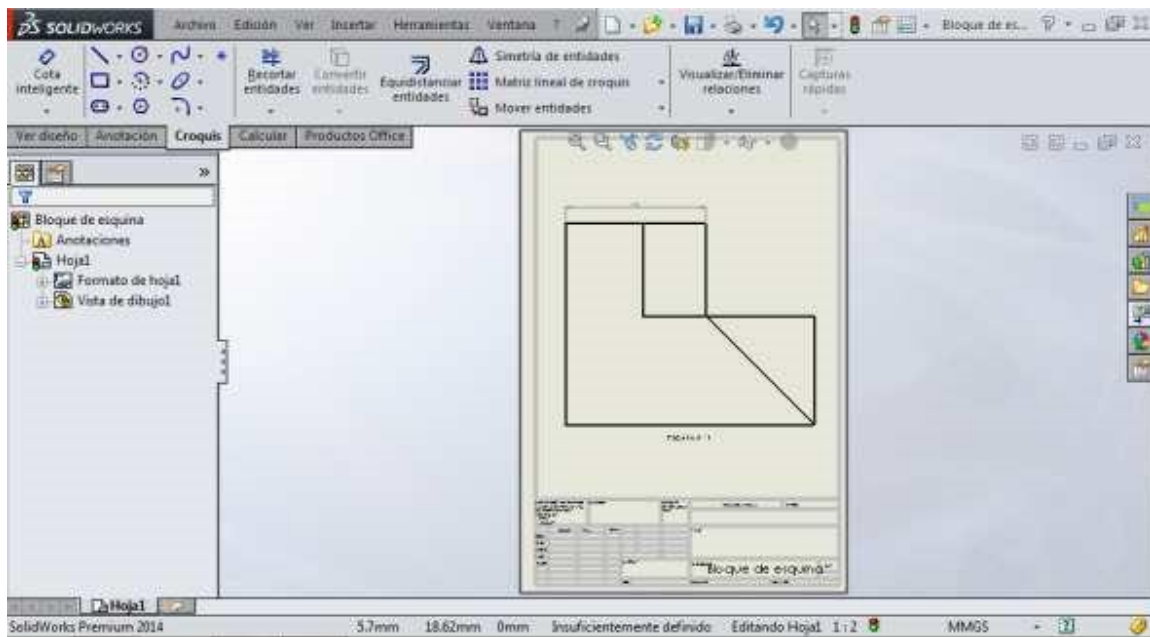 SOLIDWORKS Archivo Edición Ver Insertar Herramientas Ventana ? Bloque de es...
Cota inteligente
Recortar entidades
Convertir entidades
Equidistanciar entidades
Simetría de entidades
Matriz lineal de croquis
Mover entidades
Visualizar/Eliminar relaciones
Capturas rápidas
Ver diseño Anotación Croquis Calcular Productos Office
Bloque de esquina
Anotaciones
Hoja1
Formato de hoja1
Vista de dibujo1
Bloque de esquina
Hoja1
SolidWorks Premium 2014 5.7mm 18.62mm 0mm Insuficientemente definido Editando Hoja1 1:2 MMGS